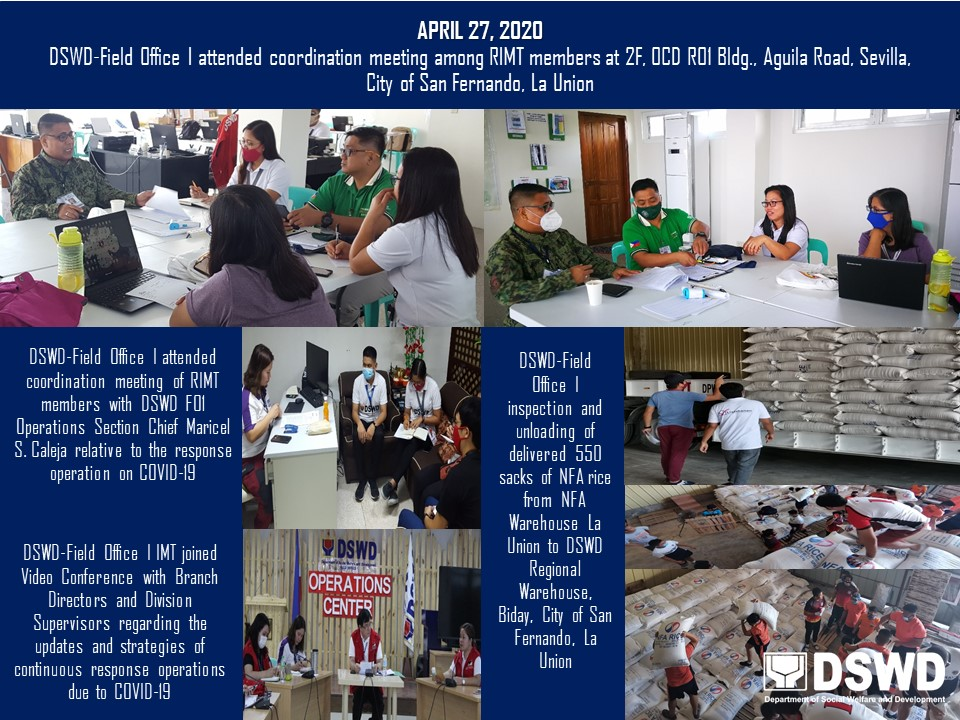 APRIL 27, 2020
DSWD-Field Office I attended coordination meeting among RIMT members at 2F, OCD RO1 Bldg., Aguila Road, Sevilla,
City of San Fernando, La Union
DSWD-Field Office I attended
coordination meeting of RIMT
members with DSWD FO1
Operations Section Chief Maricel
S. Caleja relative to the response
operation on COVID-19
DSWD-Field Office I IMT joined
Video Conference with Branch
Directors and Division
Supervisors regarding the
updates and strategies of
continuous response operations
due to COVID-19
DSWD
DSWD
OPERATIONS
CENTER
DSWD-Field
Office I
inspection and
unloading of
delivered 550
sacks of NFA rice
from NFA
Warehouse La
Union to DSWD
Regional
Warehouse,
Biday, City of San
Fernando, La
Union
NFA RICE
DSWD
Department of Social Welfare and Development